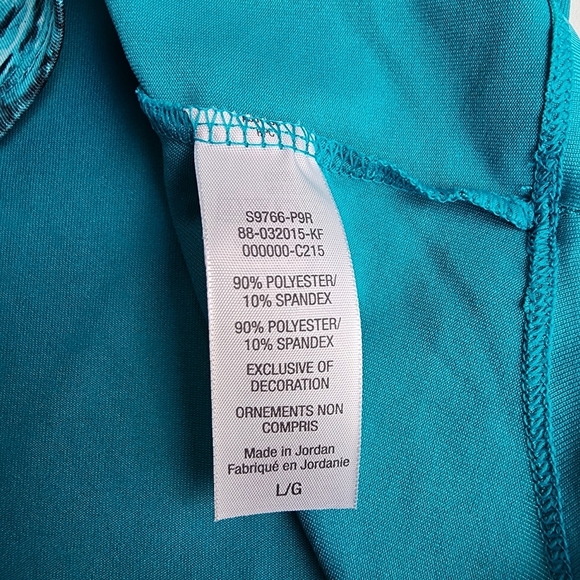 S9766-P9R
88-032015-KF
000000-C215
90% POLYESTER/
10% SPANDEX
90% POLYESTER/
10% SPANDEX
EXCLUSIVE OF
DECORATION
ORNEMENTS NON
COMPRIS
Made in Jordan
Fabriqué en Jordanie
L/G